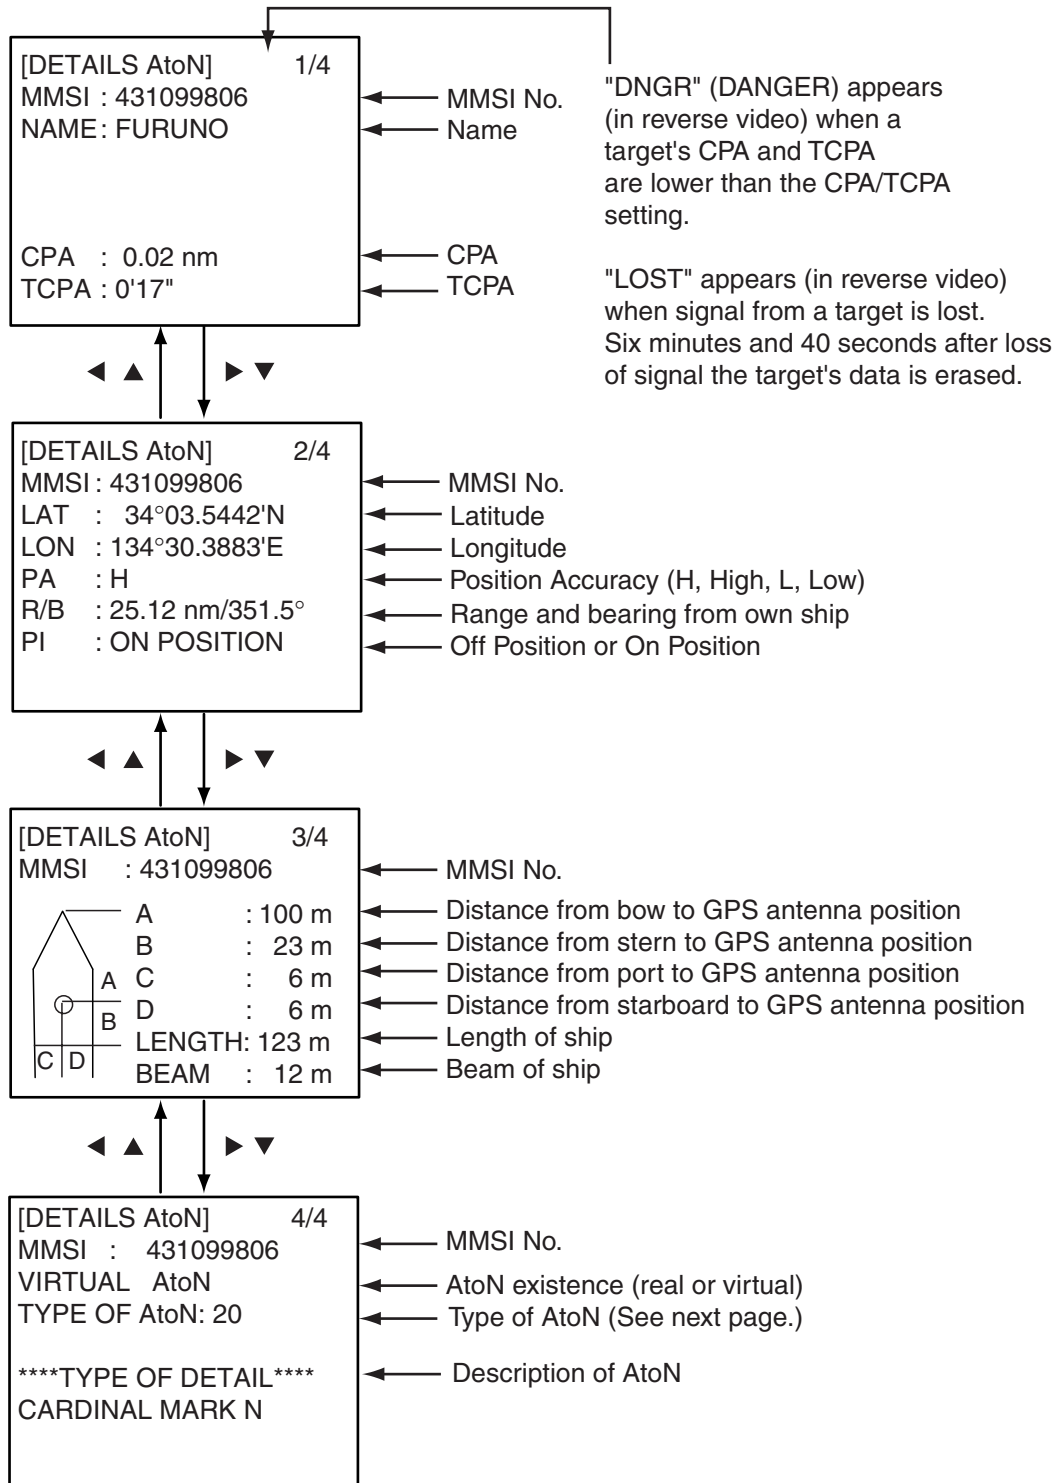 [DETAILS AtoN] 1/4
MMSI : 431099806
NAME : FURUNO
CPA : 0.02 nm
TCPA : 0'17"
MMSI No.
Name
CPA
TCPA
"DNGR" (DANGER) appears
(in reverse video) when a
target's CPA and TCPA
are lower than the CPA/TCPA
setting.
"LOST" appears (in reverse video)
when signal from a target is lost.
Six minutes and 40 seconds after loss
of signal the target's data is erased.
[DETAILS AtoN] 2/4
MMSI : 431099806
LAT : 34°03.5442'N
LON : 134°30.3883'E
PA : H
R/B : 25.12 nm/351.5°
PI : ON POSITION
MMSI No.
Latitude
Longitude
Position Accuracy (H, High, L, Low)
Range and bearing from own ship
Off Position or On Position
[DETAILS AtoN] 3/4
MMSI : 431099806
A : 100 m
B : 23 m
C : 6 m
D : 6 m
LENGTH: 123 m
BEAM : 12 m
A
B
C D
MMSI No.
Distance from bow to GPS antenna position
Distance from stern to GPS antenna position
Distance from port to GPS antenna position
Distance from starboard to GPS antenna position
Length of ship
Beam of ship
[DETAILS AtoN] 4/4
MMSI : 431099806
VIRTUAL AtoN
TYPE OF AtoN: 20
****TYPE OF DETAIL****
CARDINAL MARK N
MMSI No.
AtoN existence (real or virtual)
Type of AtoN (See next page.)
Description of AtoN